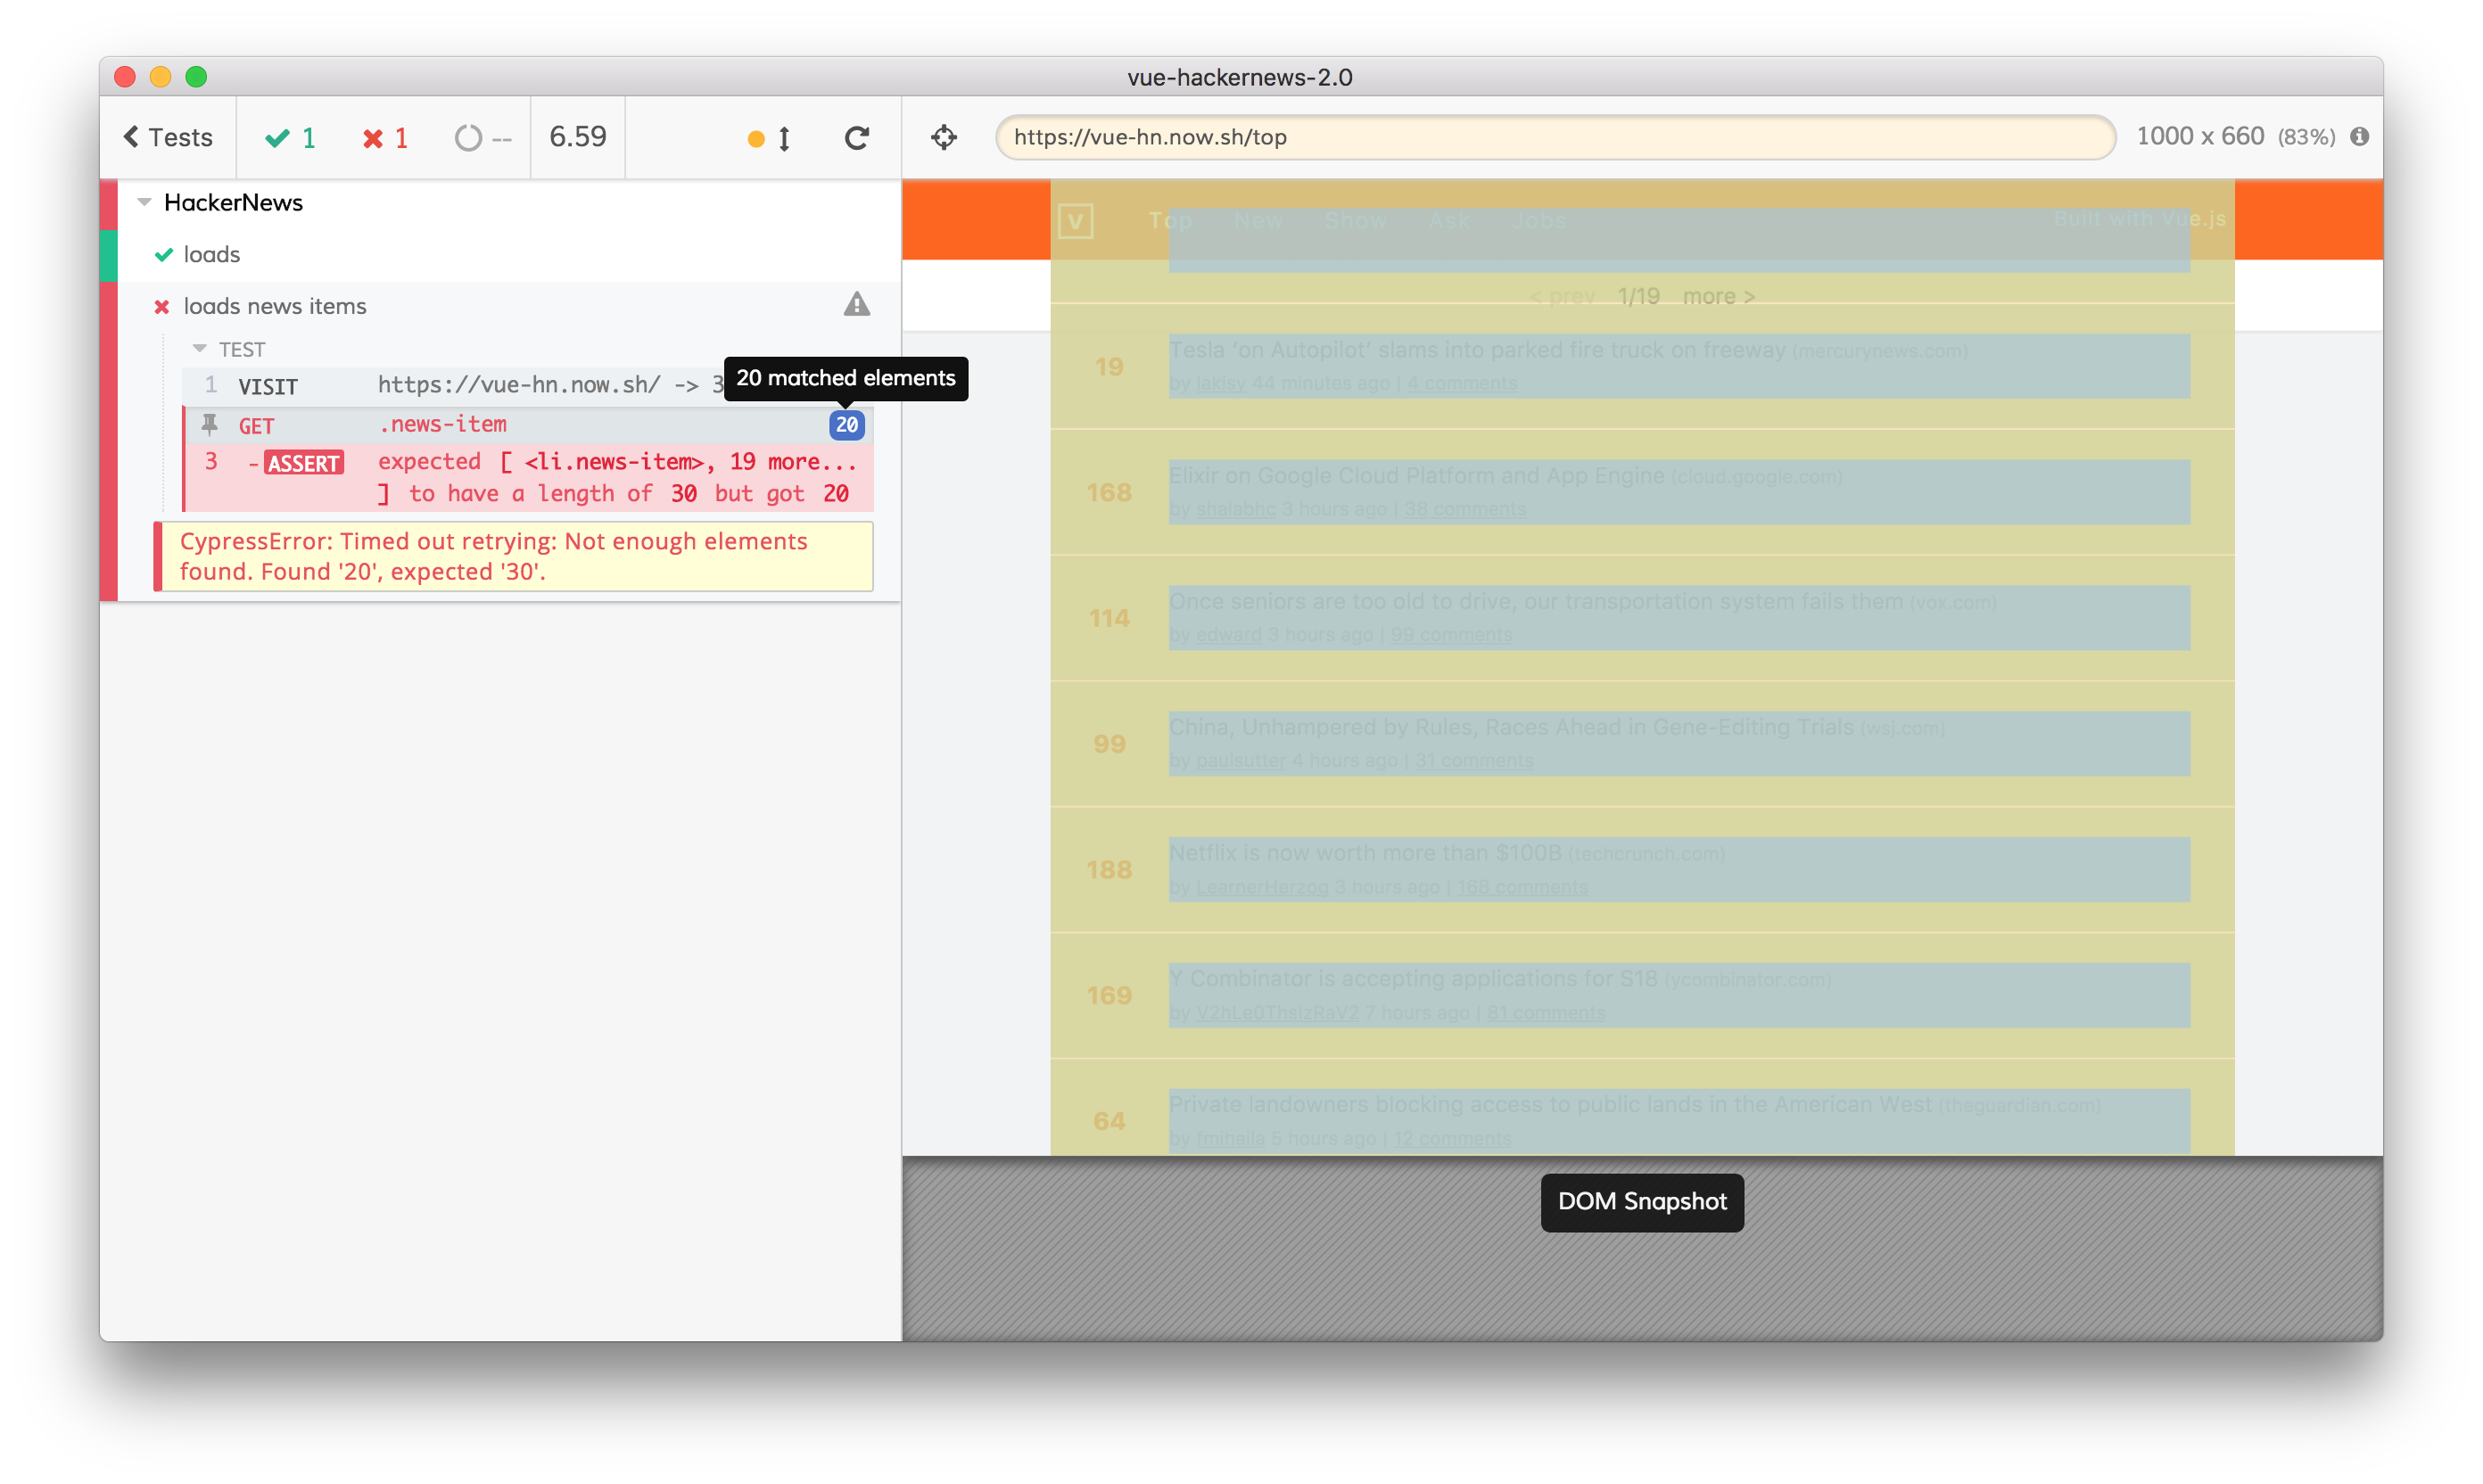 vue-hackernews-2.0
Tests
1
1
--
6.59
https://vue-hn.now.sh/top
1000 x 660 (83%)
HackerNews
loads
loads news items
TEST
1 VISIT https://vue-hn.now.sh/ -> 3
20 matched elements
GET .news-item 20
3 -ASSERT expected [ <li.news-item>, 19 more...
] to have a length of 30 but got 20
CypressError: Timed out retrying: Not enough elements
found. Found '20', expected '30'.
V Top New Show Ask Jobs Built with Vue.js
< prev 1/19 more >
19 Tesla ‘on Autopilot’ slams into parked fire truck on freeway (mercurynews.com)
by lakisy 44 minutes ago | 4 comments
168 Elixir on Google Cloud Platform and App Engine (cloud.google.com)
by shalabhc 3 hours ago | 38 comments
114 Once seniors are too old to drive, our transportation system fails them (vox.com)
by edward 3 hours ago | 99 comments
99 China, Unhampered by Rules, Races Ahead in Gene-Editing Trials (wsj.com)
by paulsutter 4 hours ago | 31 comments
188 Netflix is now worth more than $100B (techcrunch.com)
by LearnerHerzog 3 hours ago | 168 comments
169 Y Combinator is accepting applications for S18 (ycombinator.com)
by 7 hours ago | 81 comments
64 Private landowners blocking access to public lands in the American West (theguardian.com)
by fmihaila 5 hours ago | 12 comments
DOM Snapshot